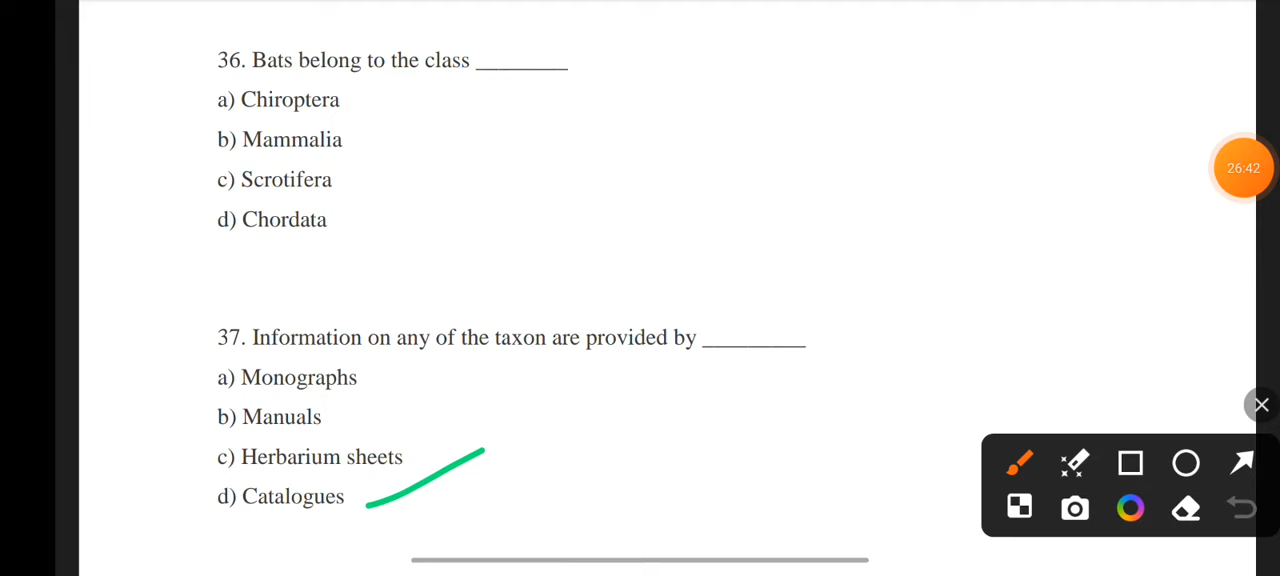 36. Bats belong to the class ________
a) Chiroptera
b) Mammalia
c) Scrotifera
d) Chordata
26:42
37. Information on any of the taxon are provided by _________
a) Monographs
b) Manuals
c) Herbarium sheets
d) Catalogues